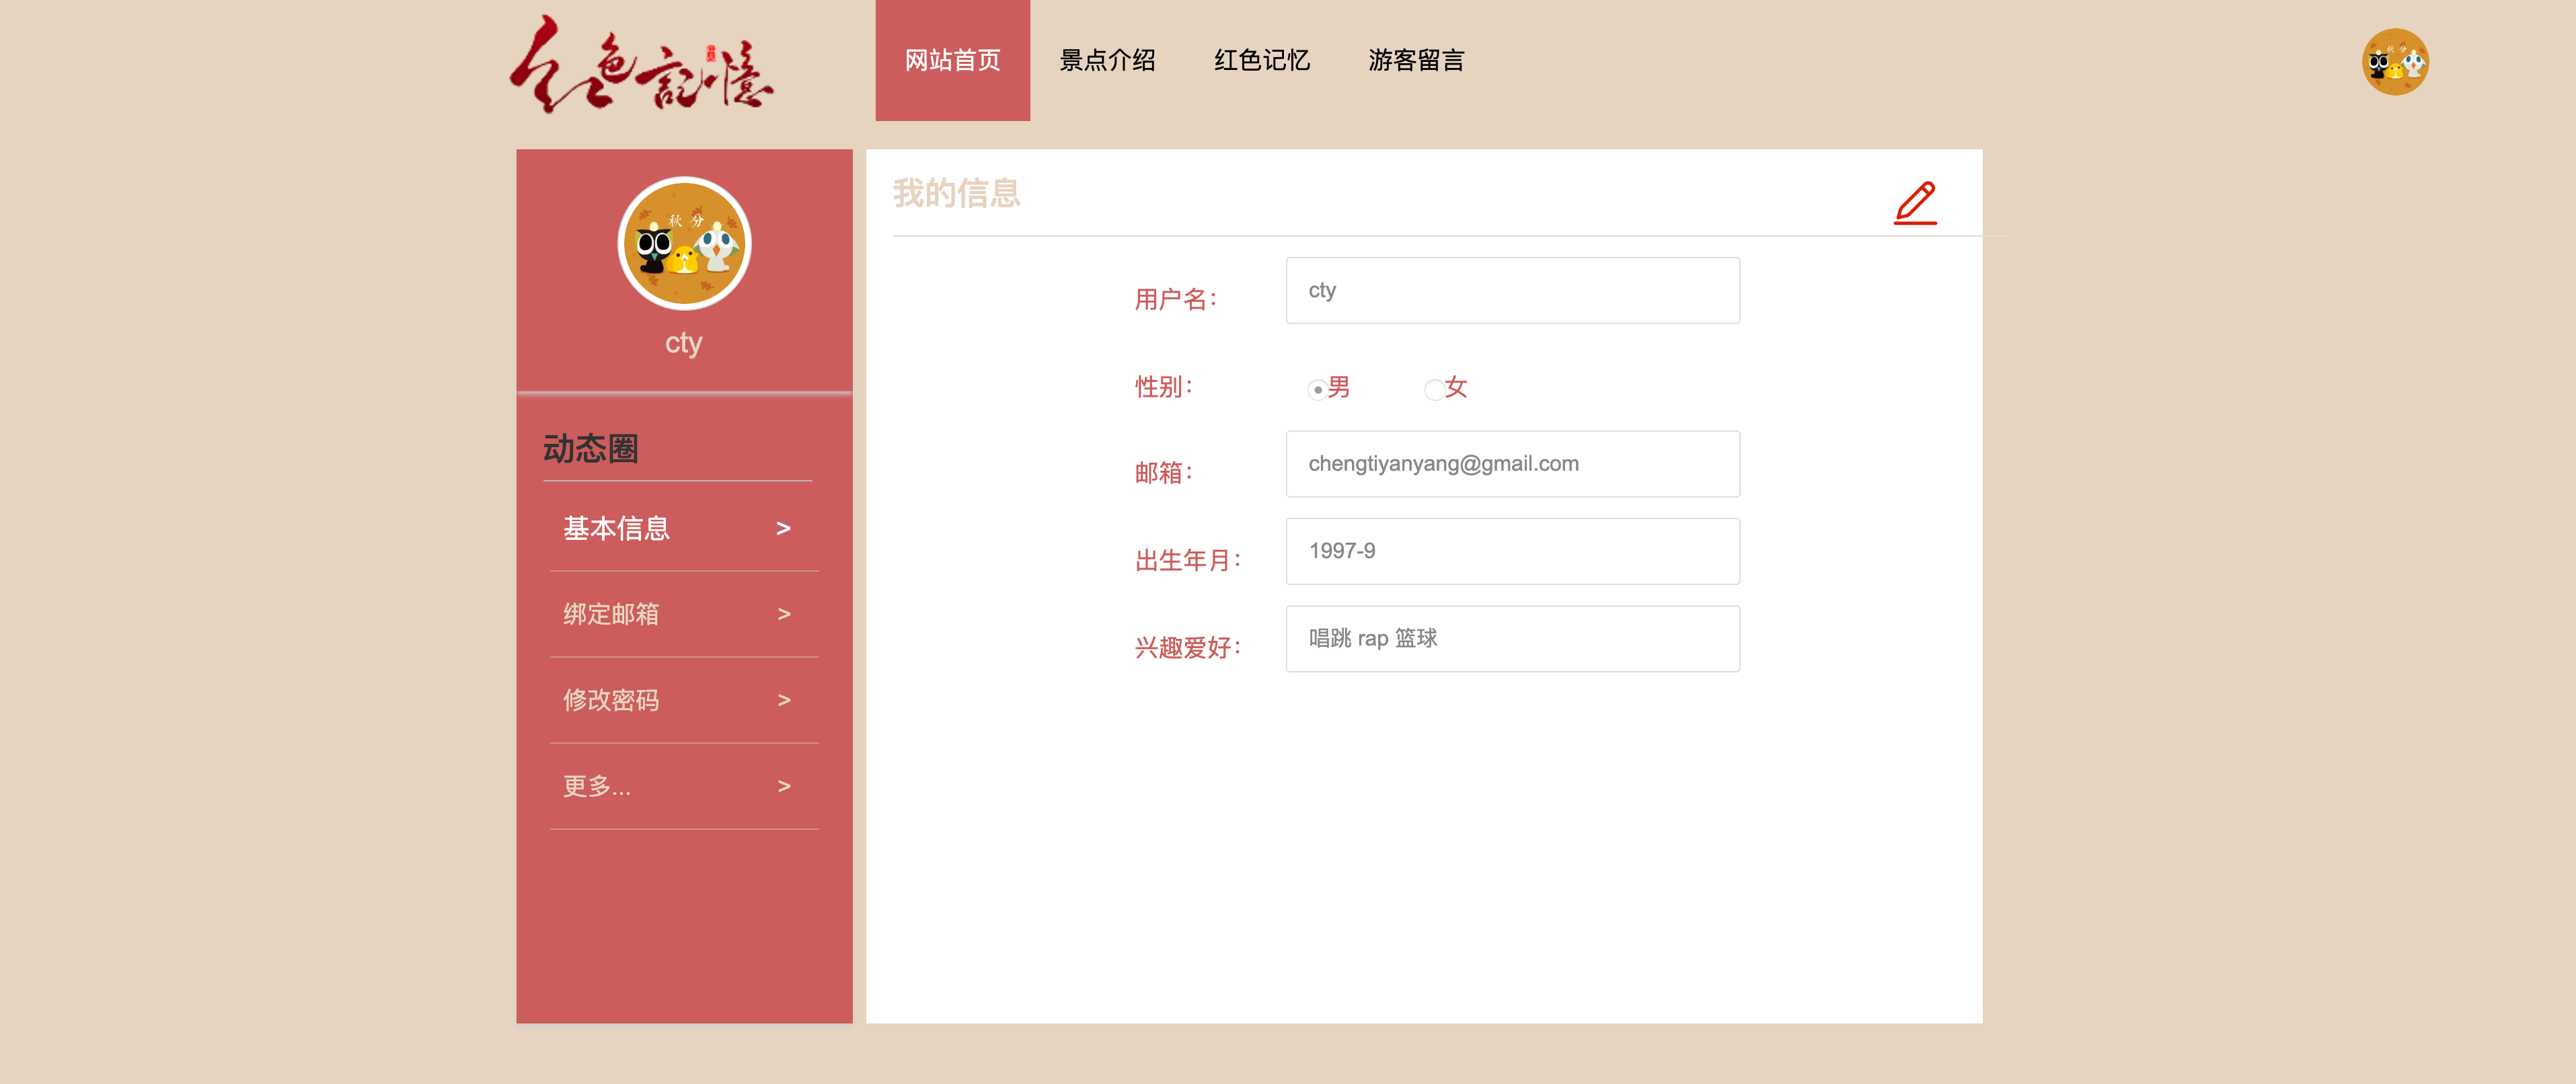 红色記憶
网站首页 景点介绍 红色记忆 游客留言
秋分
cty
动态圈
基本信息 >
绑定邮箱 >
修改密码 >
更多... >
我的信息
用户名： cty
性别： 男 女
邮箱： chengtiyanyang@gmail.com
出生年月： 1997-9
兴趣爱好： 唱跳 rap 篮球